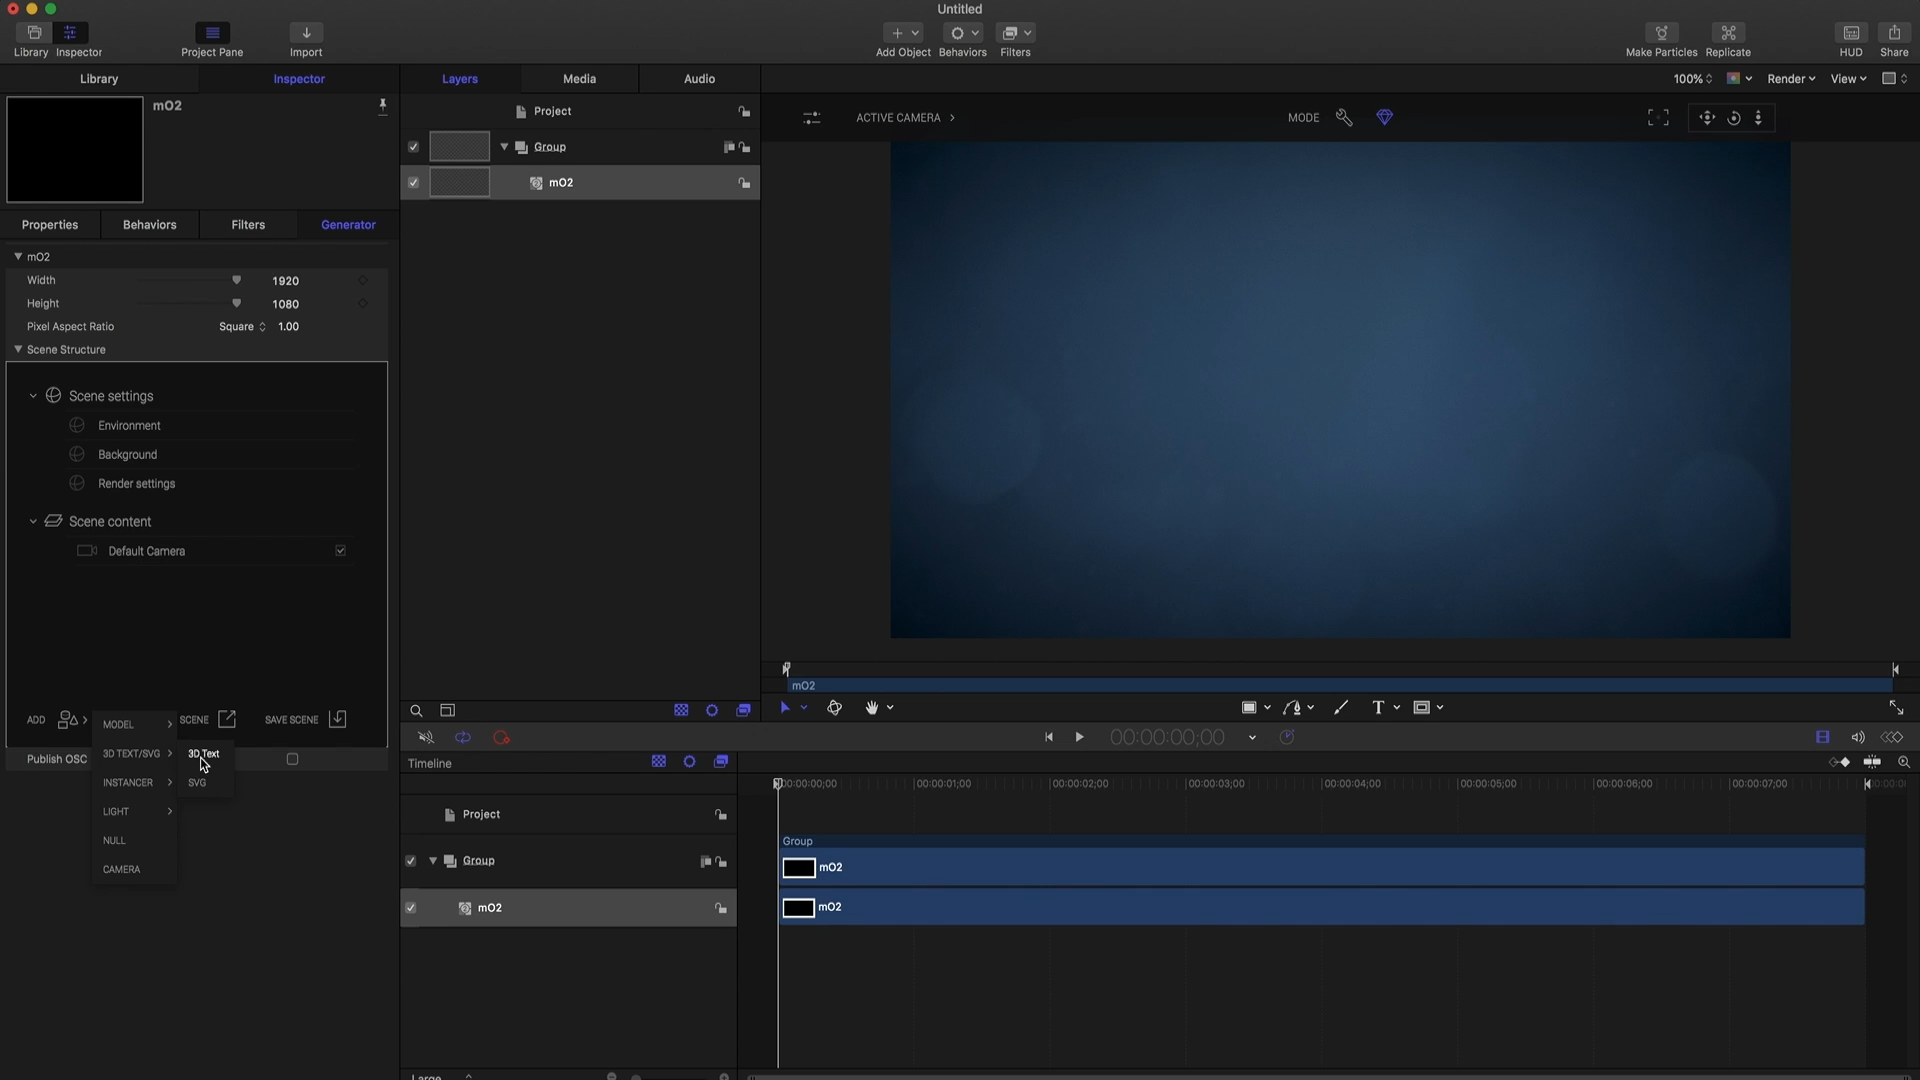 Untitled
Library
Inspector
Project Pane
Import
Add Object
Behaviors
Filters
Make Particles
Replicate
HUD
Share
Library
Inspector
Layers
Media
Audio
100%
Render
View
mO2
Project
Group
mO2
ACTIVE CAMERA
MODE
Properties
Behaviors
Filters
Generator
mO2
Width 1920
Height 1080
Pixel Aspect Ratio Square 1.00
Scene Structure
Scene settings
Environment
Background
Render settings
Scene content
Default Camera
ADD
SCENE
SAVE SCENE
Publish OSC
MODEL
3D TEXT/SVG
INSTANCER
LIGHT
NULL
CAMERA
3D Text
SVG
mO2
00:00:00;00
Timeline
00:00:00;00
00:00:01;00
00:00:02;00
00:00:03;00
00:00:04;00
00:00:05;00
00:00:06;00
00:00:07;00
Project
Group
mO2
Group
mO2
mO2
Large